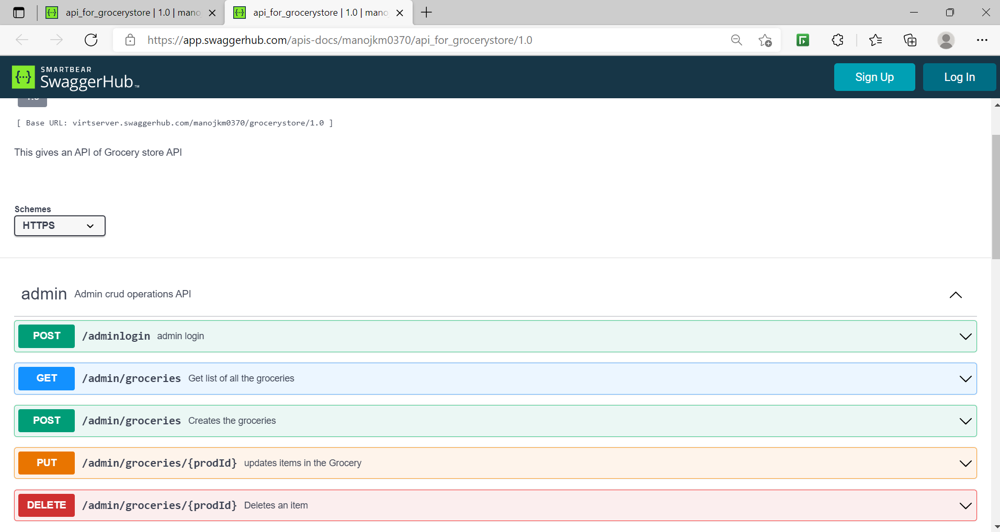 api_for_grocerystore | 1.0 | mano
api_for_grocerystore | 1.0 | mano
https://app.swaggerhub.com/apis-docs/manojkm0370/api_for_grocerystore/1.0
SMARTBEAR
SwaggerHub™
Sign Up
Log In
[ Base URL: virtserver.swaggerhub.com/manojkm0370/grocerystore/1.0 ]
This gives an API of Grocery store API
Schemes
HTTPS
admin Admin crud operations API
POST /adminlogin admin login
GET /admin/groceries Get list of all the groceries
POST /admin/groceries Creates the groceries
PUT /admin/groceries/{prodId} updates items in the Grocery
DELETE /admin/groceries/{prodId} Deletes an item